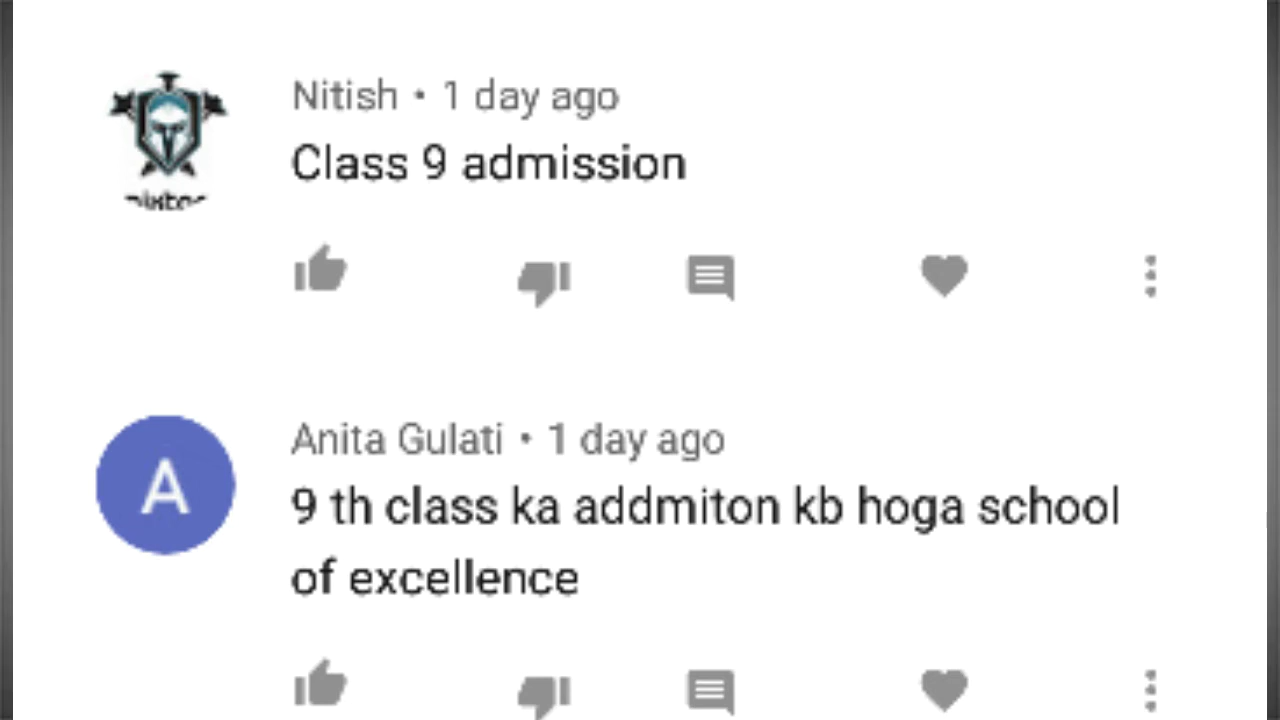 Nitish • 1 day ago
Class 9 admission
A
Anita Gulati • 1 day ago
9 th class ka addmiton kb hoga school
of excellence